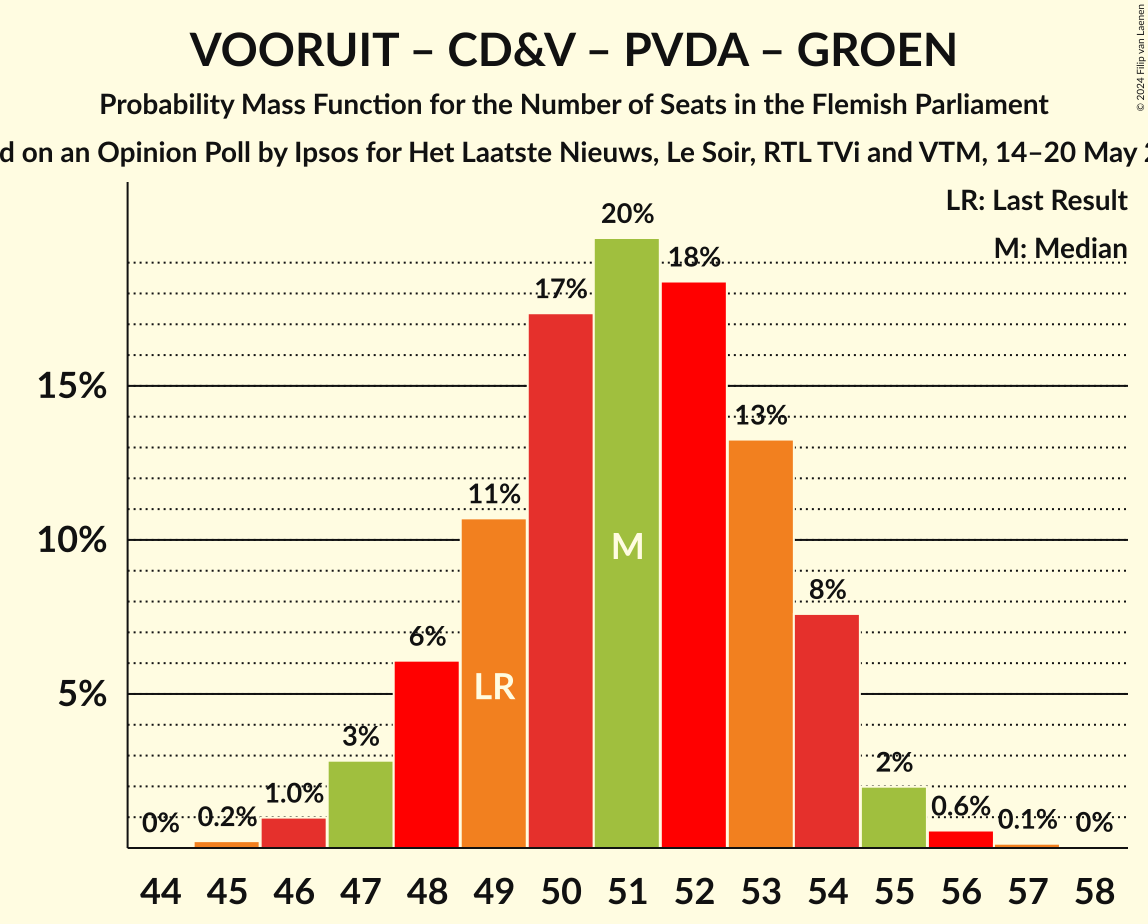 VOORUIT – CD&V – PVDA – GROEN
Probability Mass Function for the Number of Seats in the Flemish Parliament
on an Opinion Poll by Ipsos for Het Laatste Nieuws, Le Soir, RTL TVi and VTM, 14–20 May
© 2024 Filip van Laenen
LR: Last Result
M: Median
20%
18%
17%
15%
13%
11%
10%
M
8%
6%
5%
LR
3%
2%
1.0%
0.6%
0% 0.2% 0.1% 0%
44 45 46 47 48 49 50 51 52 53 54 55 56 57 58